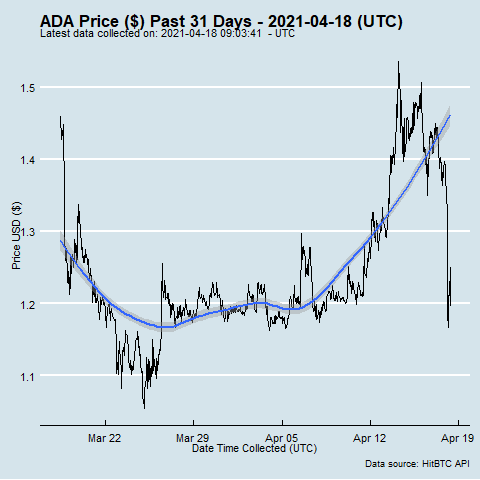 ADA Price ($) Past 31 Days - 2021-04-18 (UTC)
Latest data collected on: 2021-04-18 09:03:41  - UTC
1.5
1.4
1.3
1.2
1.1
Price USD ($)
Mar 22
Mar 29
Apr 05
Apr 12
Apr 19
Date Time Collected (UTC)
Data source: HitBTC API